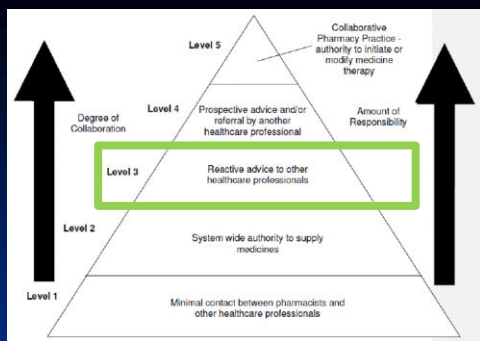 Level 5
Collaborative
Pharmacy Practice -
authority to initiate or
modify medicine
therapy
Degree of
Collaboration
Level 4
Prospective advice and/or
referral by another
healthcare professional
Amount of
Responsibility
Level 3
Reactive advice to other
healthcare professionals
Level 2
System wide authority to supply
medicines
Level 1
Minimal contact between pharmacists and
other healthcare professionals